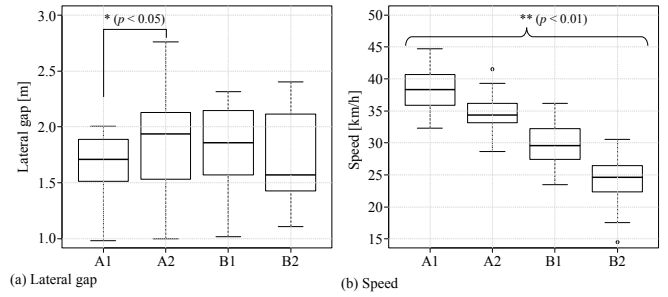 * (p < 0.05)
3.0
2.5
2.0
1.5
1.0
Lateral gap [m]
A1 A2 B1 B2
(a) Lateral gap
** (p < 0.01)
50
45
40
35
30
25
20
15
Speed [km/h]
A1 A2 B1 B2
(b) Speed